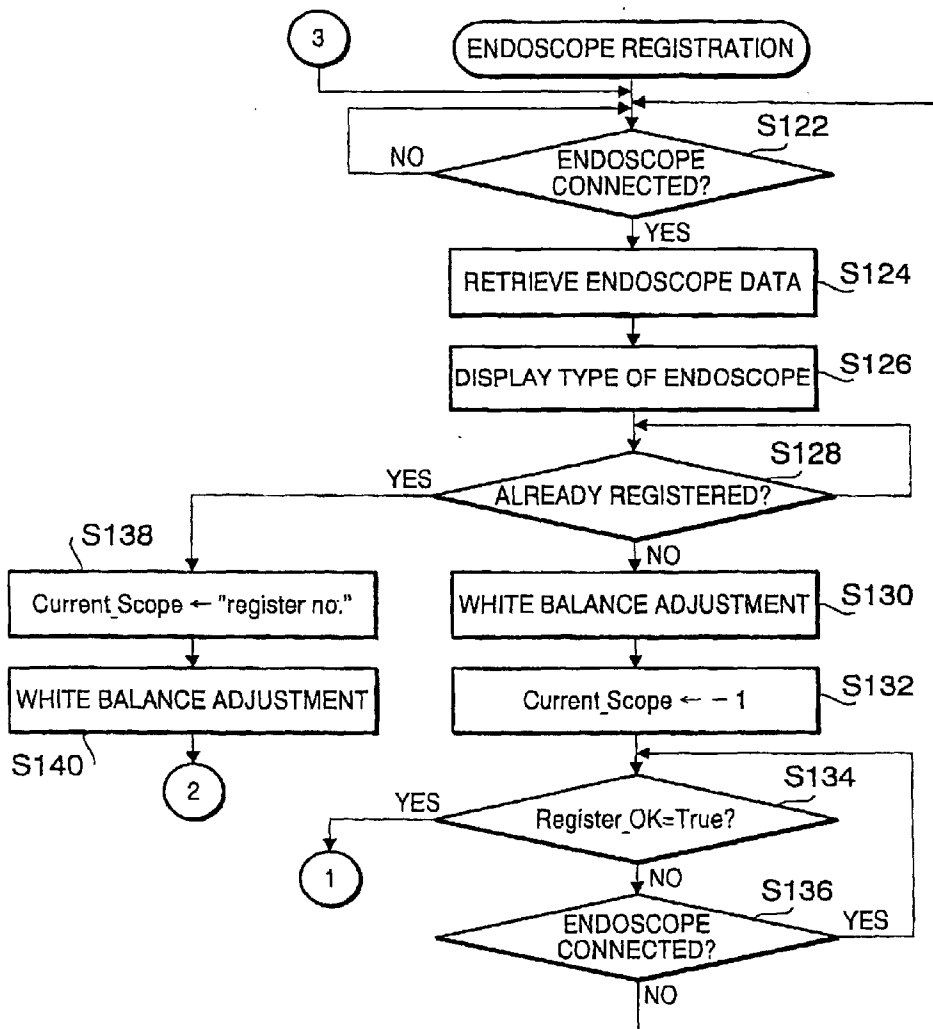 3
ENDOSCOPE REGISTRATION
S122
NO
ENDOSCOPE
CONNECTED?
YES
RETRIEVE ENDOSCOPE DATA
S124
DISPLAY TYPE OF ENDOSCOPE
S126
S128
YES
ALREADY REGISTERED?
NO
S138
Current_Scope ← "register no."
WHITE BALANCE ADJUSTMENT
S130
WHITE BALANCE ADJUSTMENT
S140
Current_Scope ← – 1
S132
2
S134
YES
Register_OK=True?
1
NO
S136
ENDOSCOPE
CONNECTED?
YES
NO